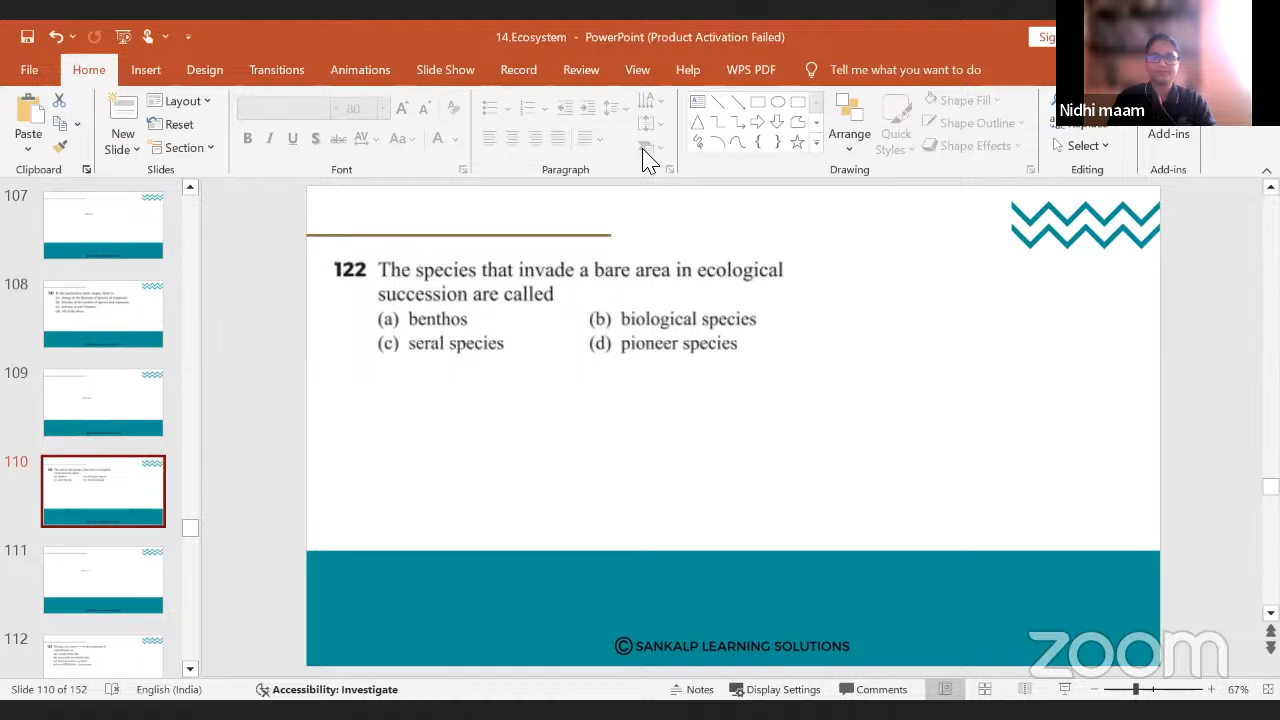 14.Ecosystem - PowerPoint (Product Activation Failed)
Nidhi maam
File Home Insert Design Transitions Animations Slide Show Record Review View Help WPS PDF Tell me what you want to do
Paste
New
Slide
Layout
Reset
Section
80
B I U S abc AV Aa A
Arrange
Quick
Styles
Shape Fill
Shape Outline
Shape Effects
Select
Add-ins
Clipboard Slides Font Paragraph Drawing Editing Add-ins
107
108
109
110
111
112
122 The species that invade a bare area in ecological
succession are called
(a) benthos (b) biological species
(c) seral species (d) pioneer species
© SANKALP LEARNING SOLUTIONS
zoom
Slide 110 of 152 English (India) Accessibility: Investigate Notes Display Settings Comments 67%